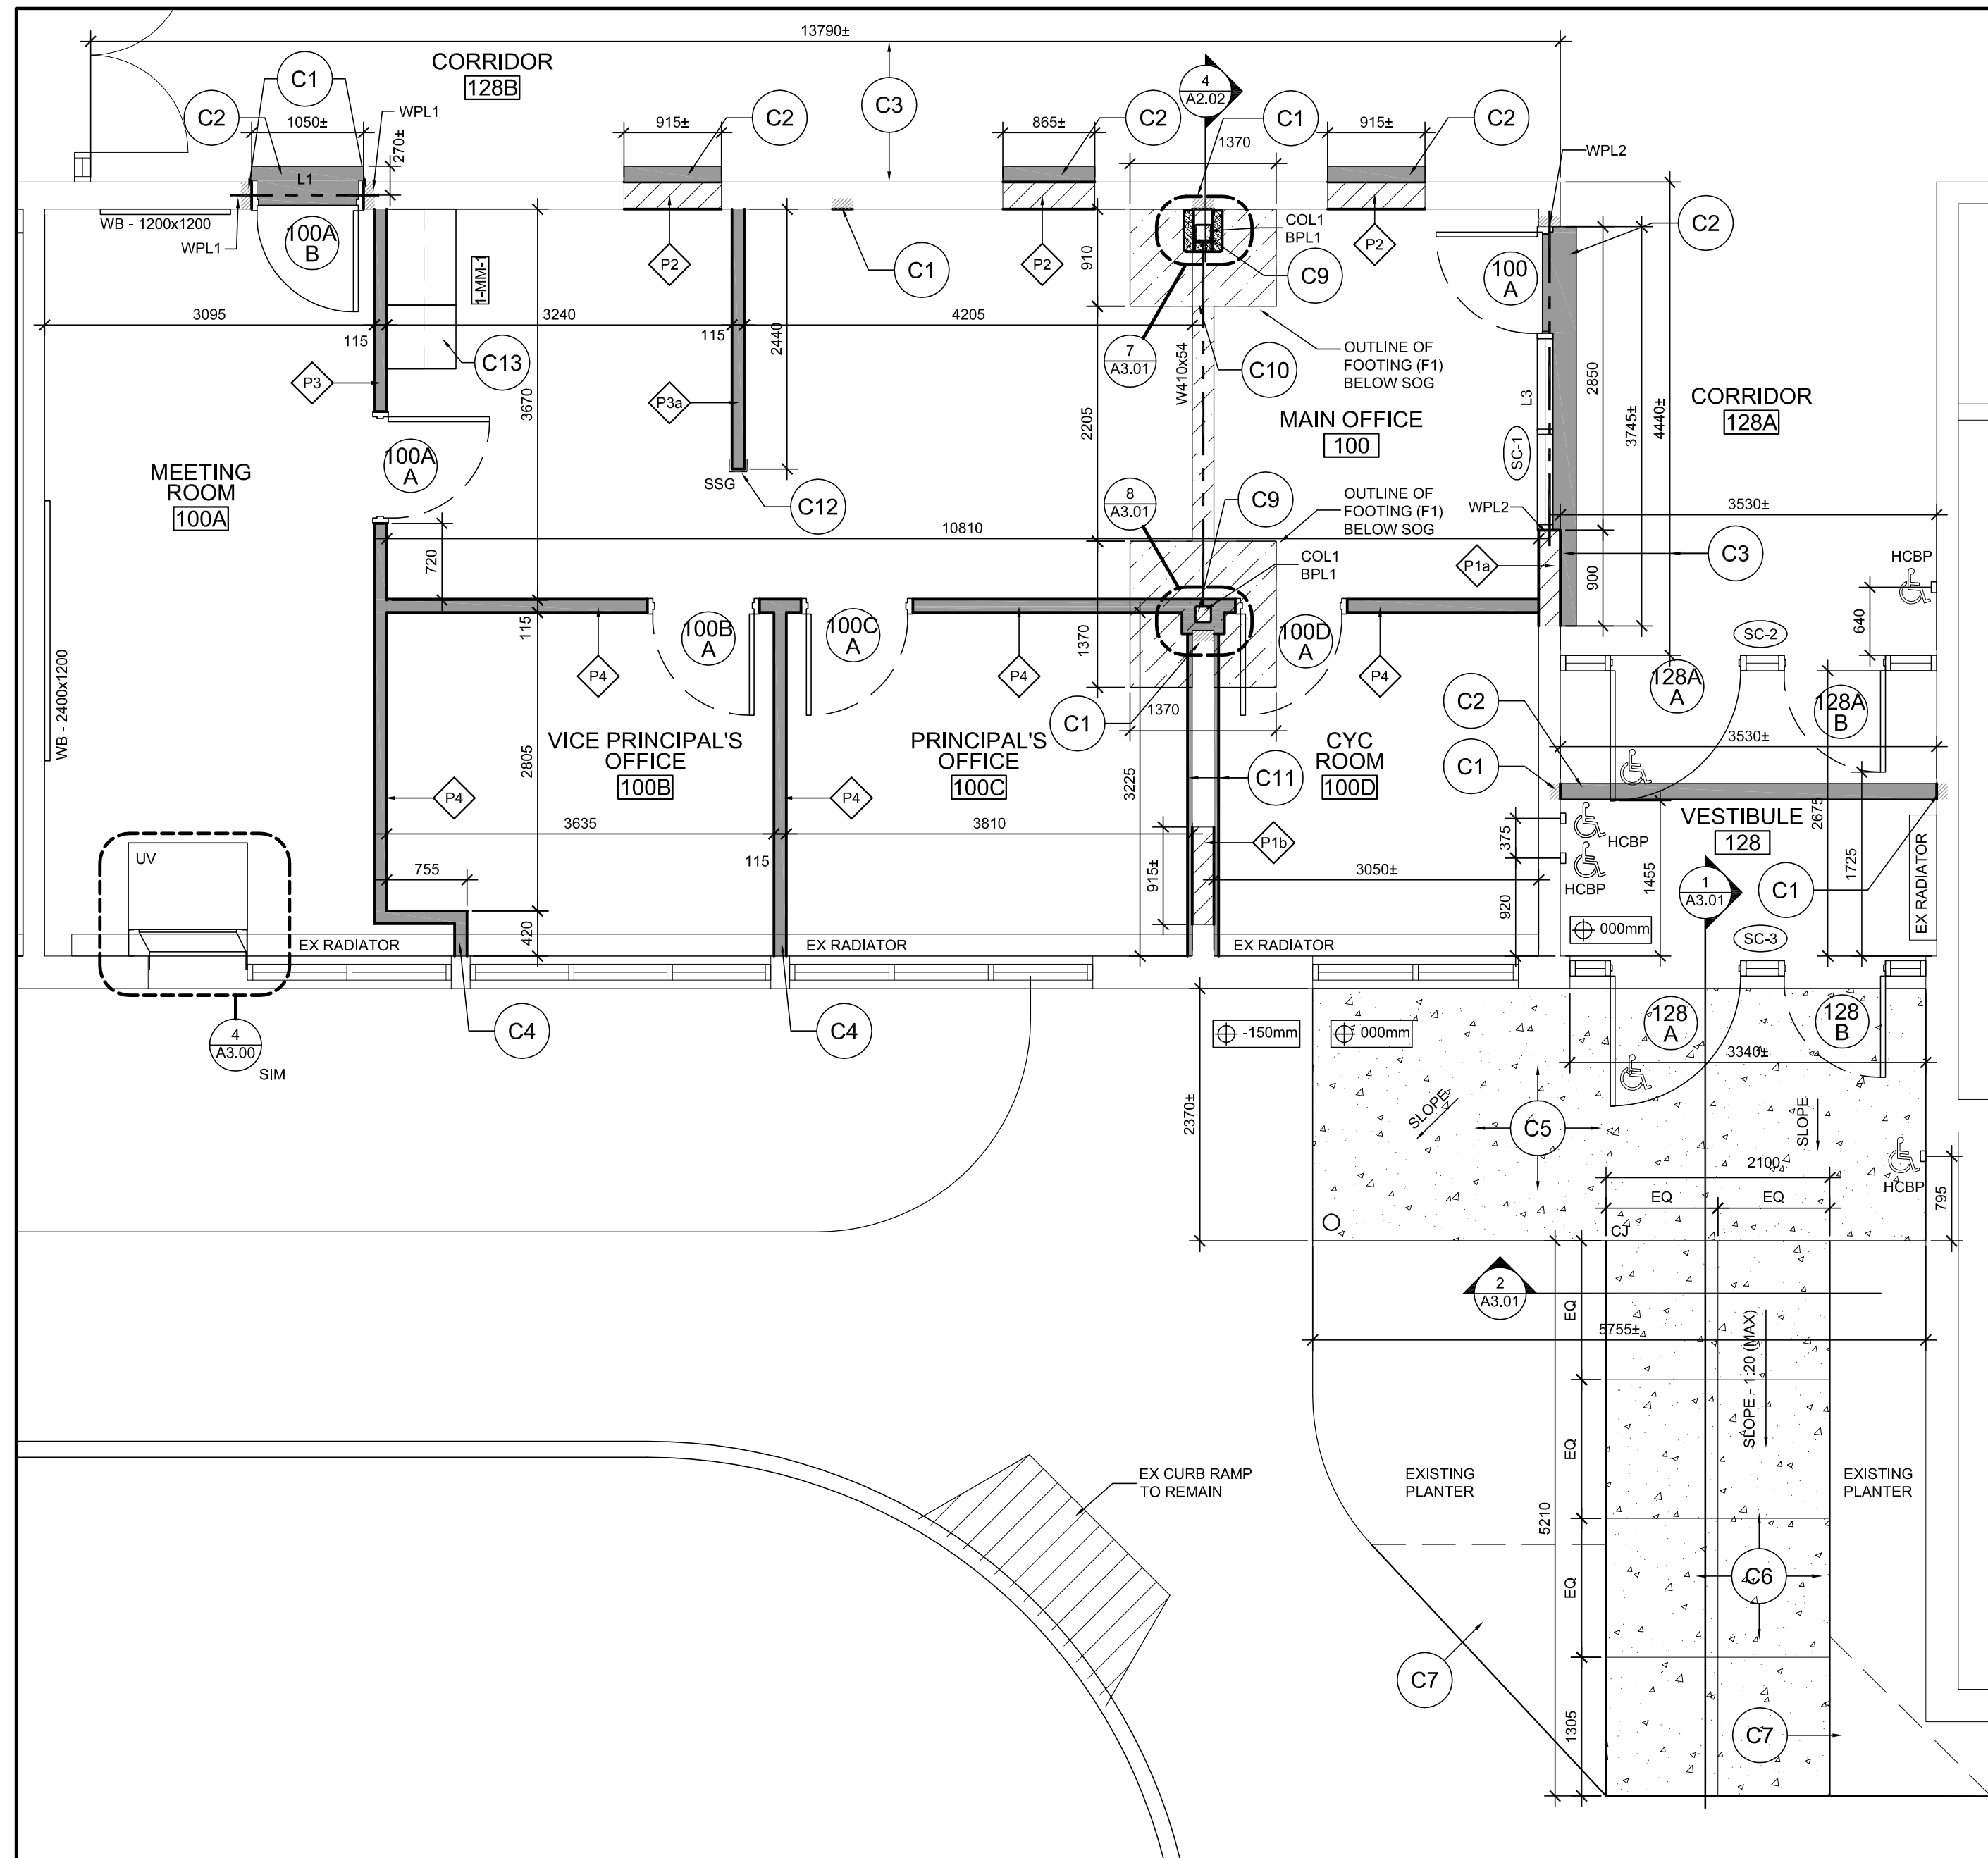 13790±
CORRIDOR
128B
C1
C2
1050±
WPL1
270±
L1
915±
C2
C3
865±
C2
4
A2.02
C1
1370
915±
C2
WPL2
WB - 1200x1200
WPL1
100A
B
1-MM-1
P2
C1
P2
910
COL1
BPL1
C9
P2
100
A
C2
3095
115
3240
115
4205
2440
C13
P3
3670
P3a
7
A3.01
W410x54
C10
OUTLINE OF
FOOTING (F1)
BELOW SOG
2205
MAIN OFFICE
100
L3
SC-1
2850
3745±
4440±
CORRIDOR
128A
MEETING
ROOM
100A
100A
A
SSG
C12
8
A3.01
C9
OUTLINE OF
FOOTING (F1)
BELOW SOG
WPL2
3530±
10810
720
COL1
BPL1
P1a
C3
900
HCBP
640
115
100B
A
100C
A
100D
A
1370
SC-2
P4
P4
P4
128A
A
128A
B
C1
1370
C2
3530±
WB - 2400x1200
VICE PRINCIPAL'S
OFFICE
100B
PRINCIPAL'S
OFFICE
100C
CYC
ROOM
100D
C1
2805
P4
P4
3225
C11
VESTIBULE
128
2675
1725
3635
3810
P1b
375
HCBP
HCBP
1455
EX RADIATOR
UV
755
115
915±
3050±
920
1
A3.01
C1
420
EX RADIATOR
EX RADIATOR
EX RADIATOR
000mm
SC-3
4
A3.00
SIM
C4
C4
-150mm
000mm
128
A
128
B
3340±
2370±
SLOPE
C5
SLOPE
2100
HCBP
795
EQ
EQ
CJ
2
A3.01
EQ
5755±
SLOPE - 1:20 (MAX)
EQ
EX CURB RAMP
TO REMAIN
EXISTING
PLANTER
EXISTING
PLANTER
5210
EQ
C6
C7
1305
C7